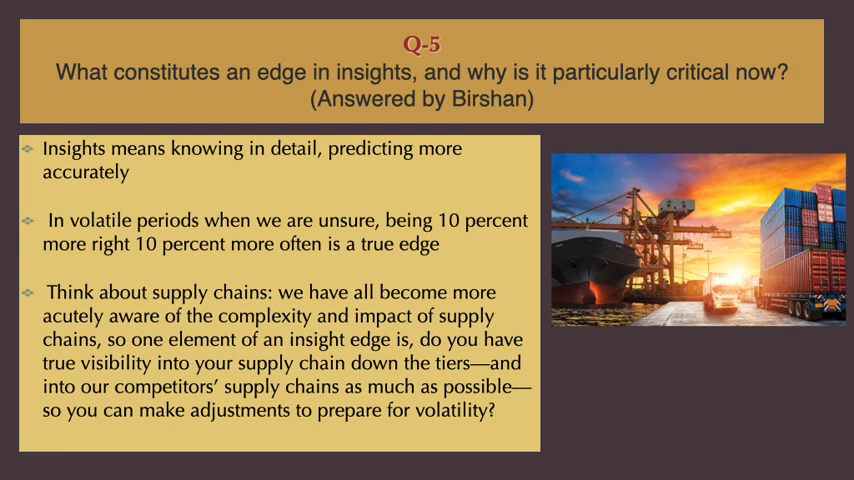 Q-5
What constitutes an edge in insights, and why is it particularly critical now?
(Answered by Birshan)
Insights means knowing in detail, predicting more
accurately
In volatile periods when we are unsure, being 10 percent
more right 10 percent more often is a true edge
Think about supply chains: we have all become more
acutely aware of the complexity and impact of supply
chains, so one element of an insight edge is, do you have
true visibility into your supply chain down the tiers—and
into our competitors’ supply chains as much as possible—
so you can make adjustments to prepare for volatility?